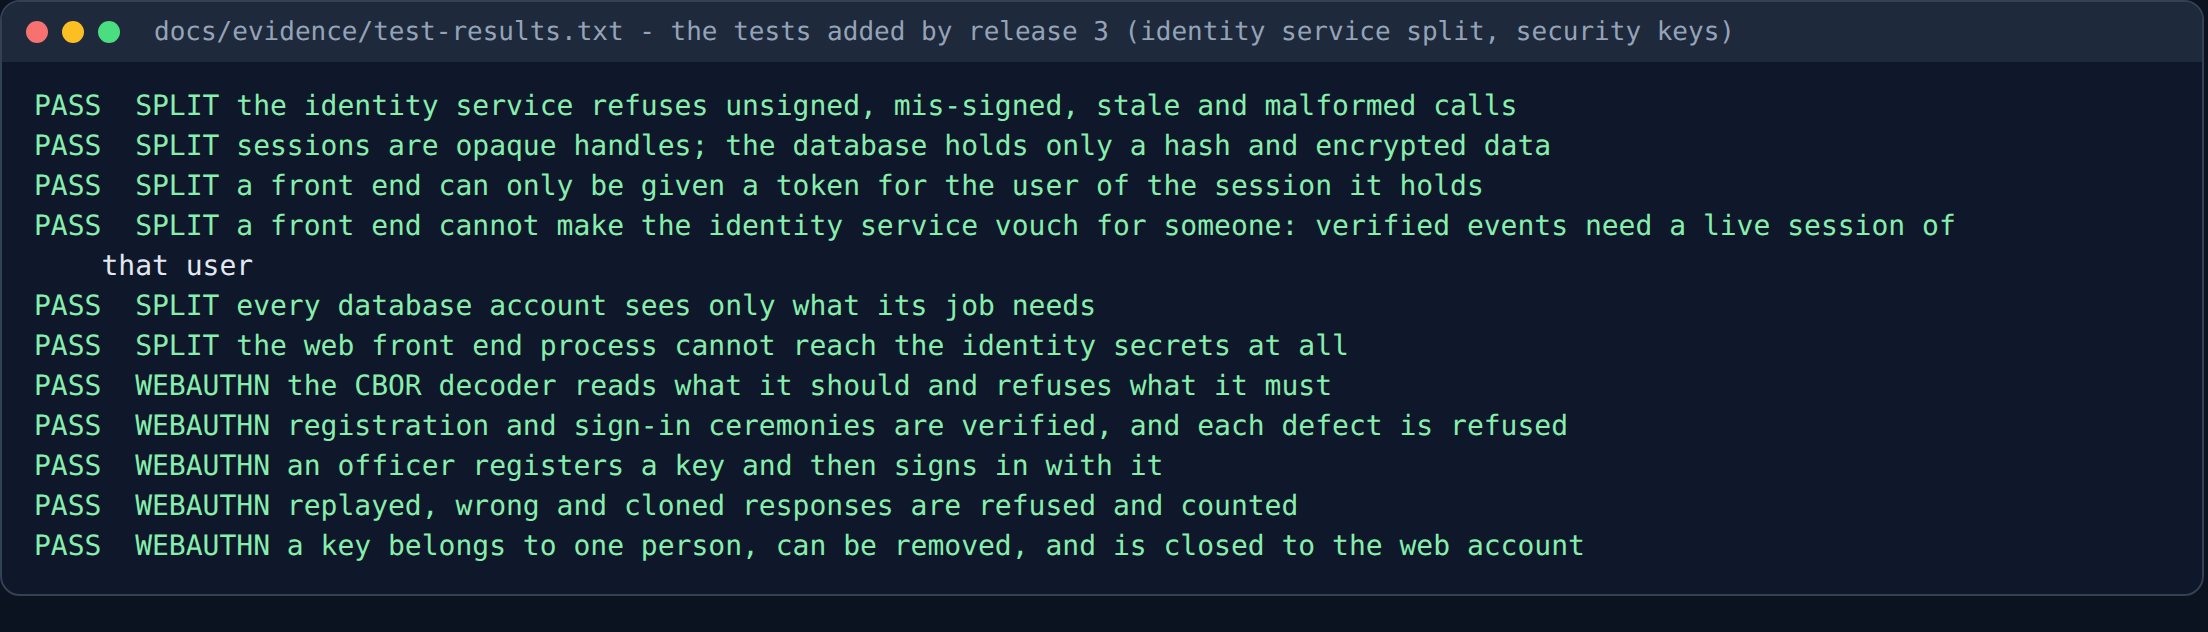 docs/evidence/test-results.txt - the tests added by release 3 (identity service split, security keys)
PASS  SPLIT the identity service refuses unsigned, mis-signed, stale and malformed calls
PASS  SPLIT sessions are opaque handles; the database holds only a hash and encrypted data
PASS  SPLIT a front end can only be given a token for the user of the session it holds
PASS  SPLIT a front end cannot make the identity service vouch for someone: verified events need a live session of
    that user
PASS  SPLIT every database account sees only what its job needs
PASS  SPLIT the web front end process cannot reach the identity secrets at all
PASS  WEBAUTHN the CBOR decoder reads what it should and refuses what it must
PASS  WEBAUTHN registration and sign-in ceremonies are verified, and each defect is refused
PASS  WEBAUTHN an officer registers a key and then signs in with it
PASS  WEBAUTHN replayed, wrong and cloned responses are refused and counted
PASS  WEBAUTHN a key belongs to one person, can be removed, and is closed to the web account